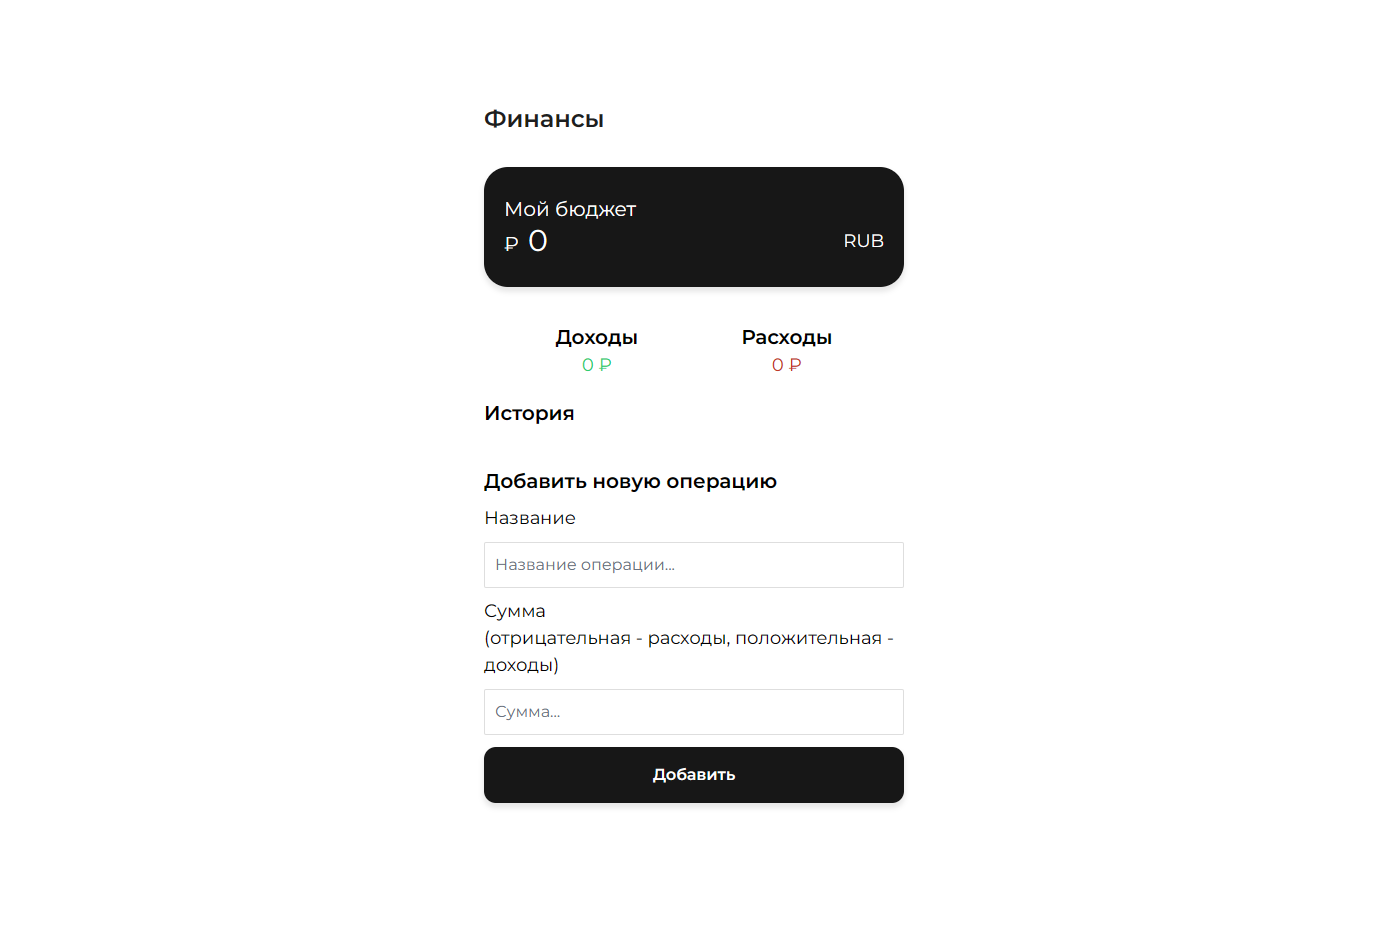 Финансы
Мой бюджет
₽ 0
RUB
Доходы
Расходы
0 ₽
0 ₽
История
Добавить новую операцию
Название
Название операции...
Сумма
(отрицательная - расходы, положительная -
доходы)
Сумма...
Добавить